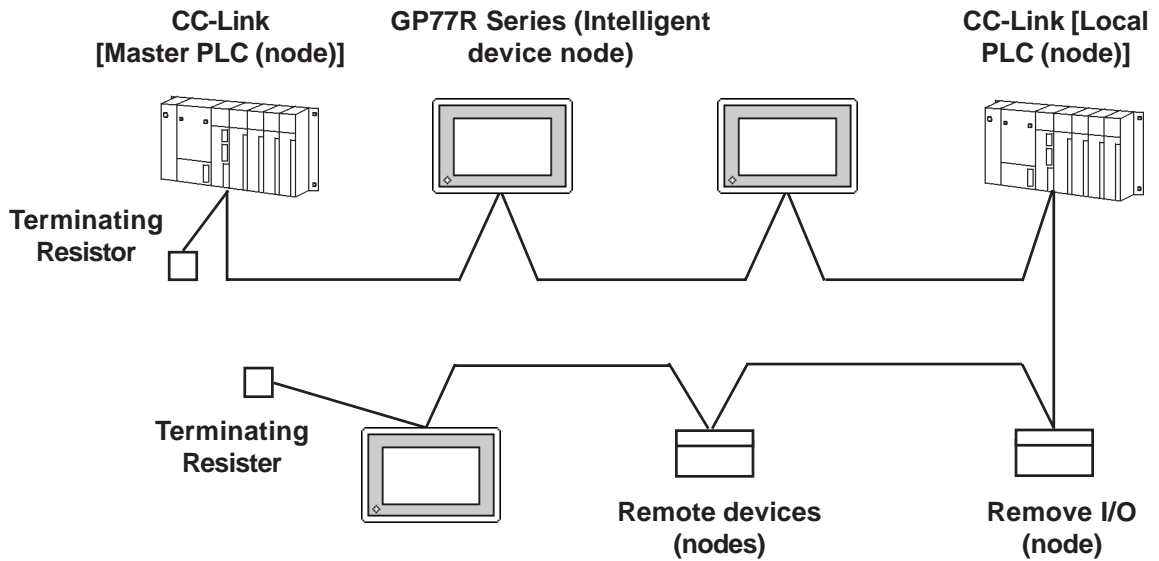 CC-Link
[Master PLC (node)]
GP77R Series (Intelligent
device node)
CC-Link [Local
PLC (node)]
Terminating
Resistor
Terminating
Resister
Remote devices
(nodes)
Remove I/O
(node)